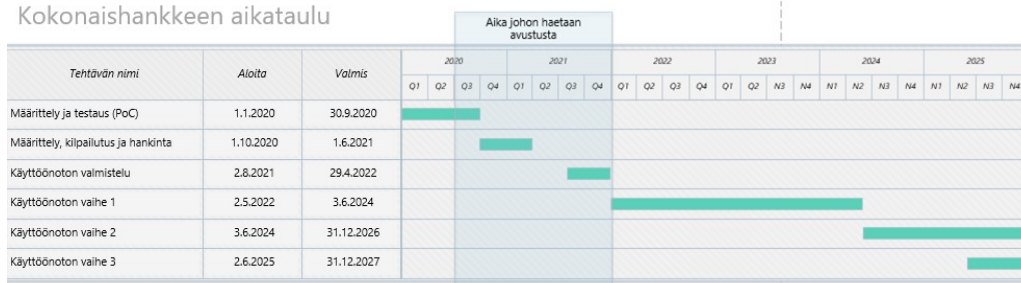 Kokonaishankkeen aikataulu
Aika johon haetaan
avustusta
Tehtävän nimi Aloita Valmis 2020 2021 2022 2023 2024 2025
Q1 Q2 Q3 Q4 Q1 Q2 Q3 Q4 Q1 Q2 Q3 Q4 Q1 Q2 N3 N4 N1 N2 N3 N4 N1 N2 N3 N4
Määrittely ja testaus (PoC) 1.1.2020 30.9.2020
Määrittely, kilpailutus ja hankinta 1.10.2020 1.6.2021
Käyttöönoton valmistelu 2.8.2021 29.4.2022
Käyttöönoton vaihe 1 2.5.2022 3.6.2024
Käyttöönoton vaihe 2 3.6.2024 31.12.2026
Käyttöönoton vaihe 3 2.6.2025 31.12.2027